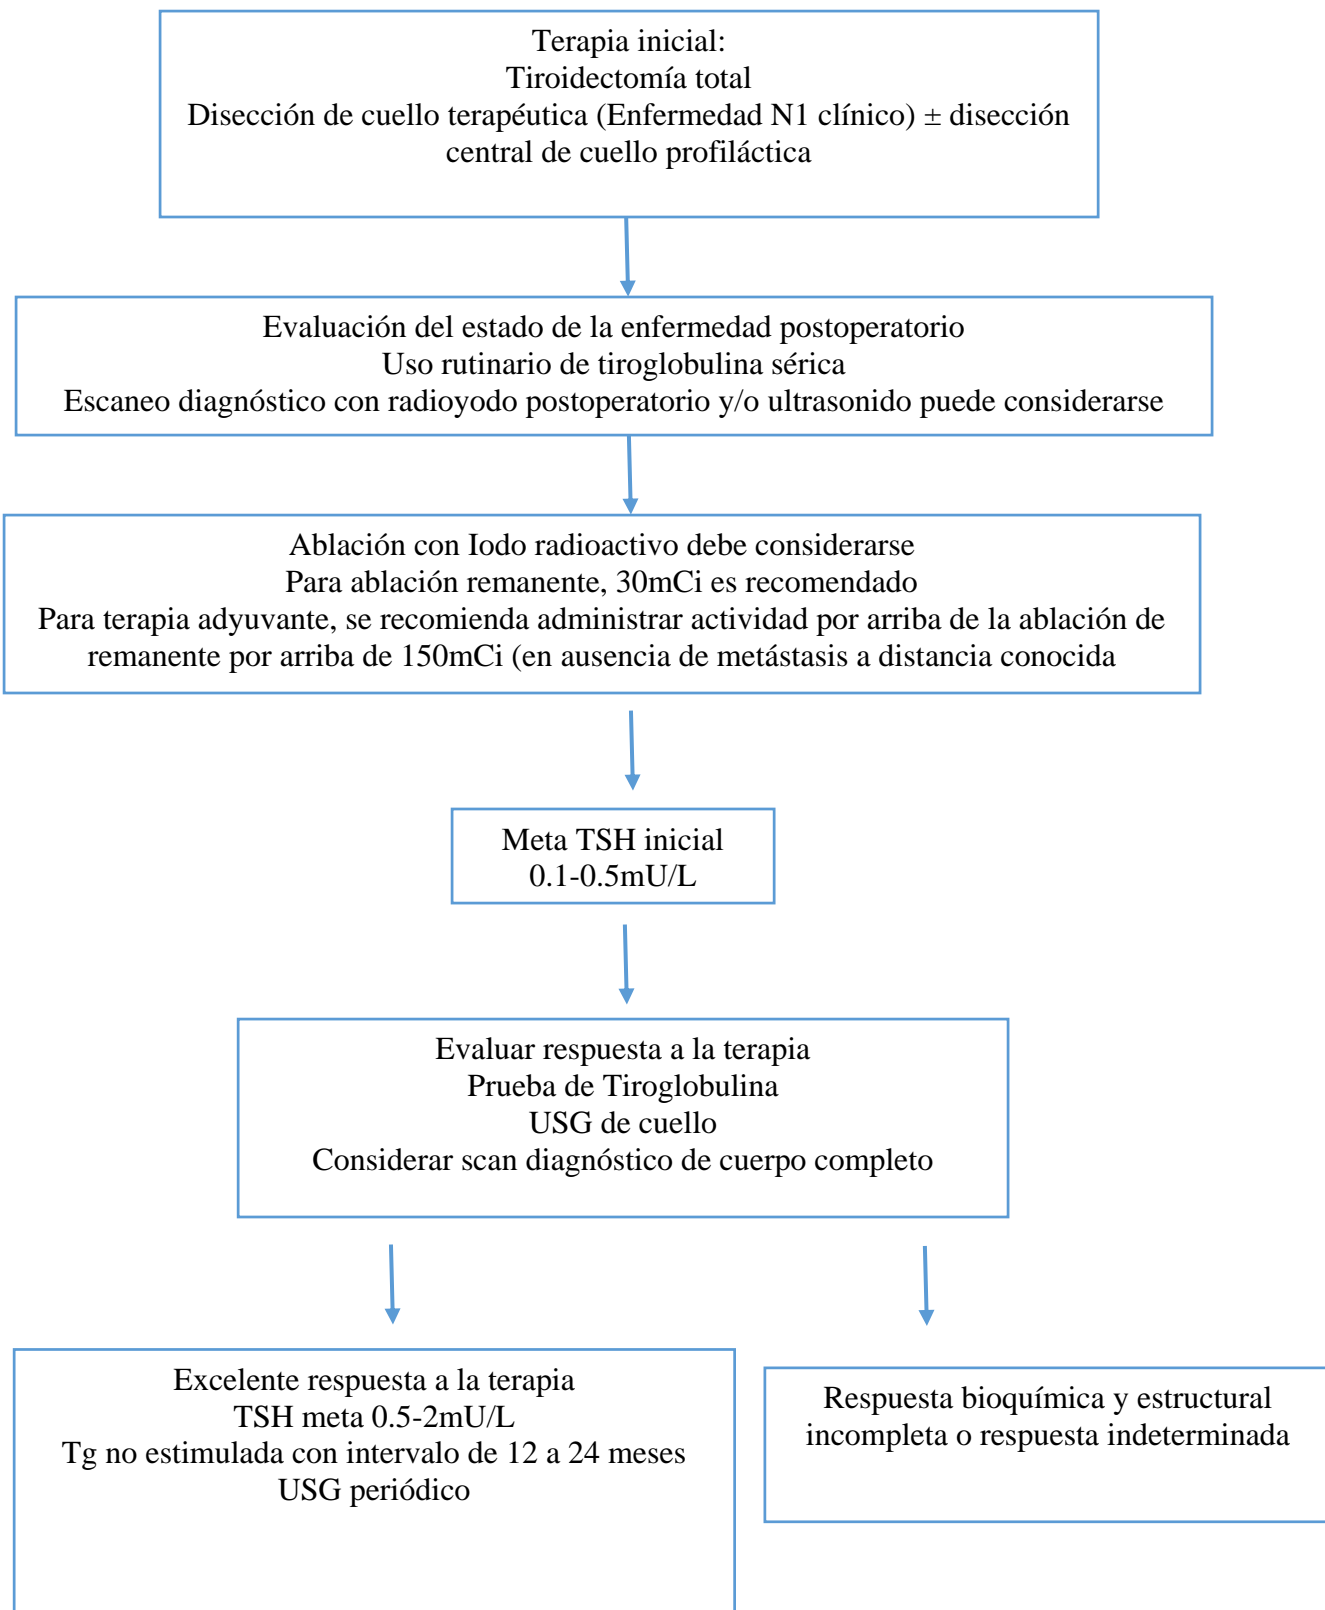 Terapia inicial:
Tiroidectomía total
Disección de cuello terapéutica (Enfermedad N1 clínico) ± disección
central de cuello profiláctica
Evaluación del estado de la enfermedad postoperatorio
Uso rutinario de tiroglobulina sérica
Escaneo diagnóstico con radioyodo postoperatorio y/o ultrasonido puede considerarse
Ablación con Iodo radioactivo debe considerarse
Para ablación remanente, 30mCi es recomendado
Para terapia adyuvante, se recomienda administrar actividad por arriba de la ablación de
remanente por arriba de 150mCi (en ausencia de metástasis a distancia conocida
Meta TSH inicial
0.1-0.5mU/L
Evaluar respuesta a la terapia
Prueba de Tiroglobulina
USG de cuello
Considerar scan diagnóstico de cuerpo completo
Excelente respuesta a la terapia
TSH meta 0.5-2mU/L
Tg no estimulada con intervalo de 12 a 24 meses
USG periódico
Respuesta bioquímica y estructural
incompleta o respuesta indeterminada